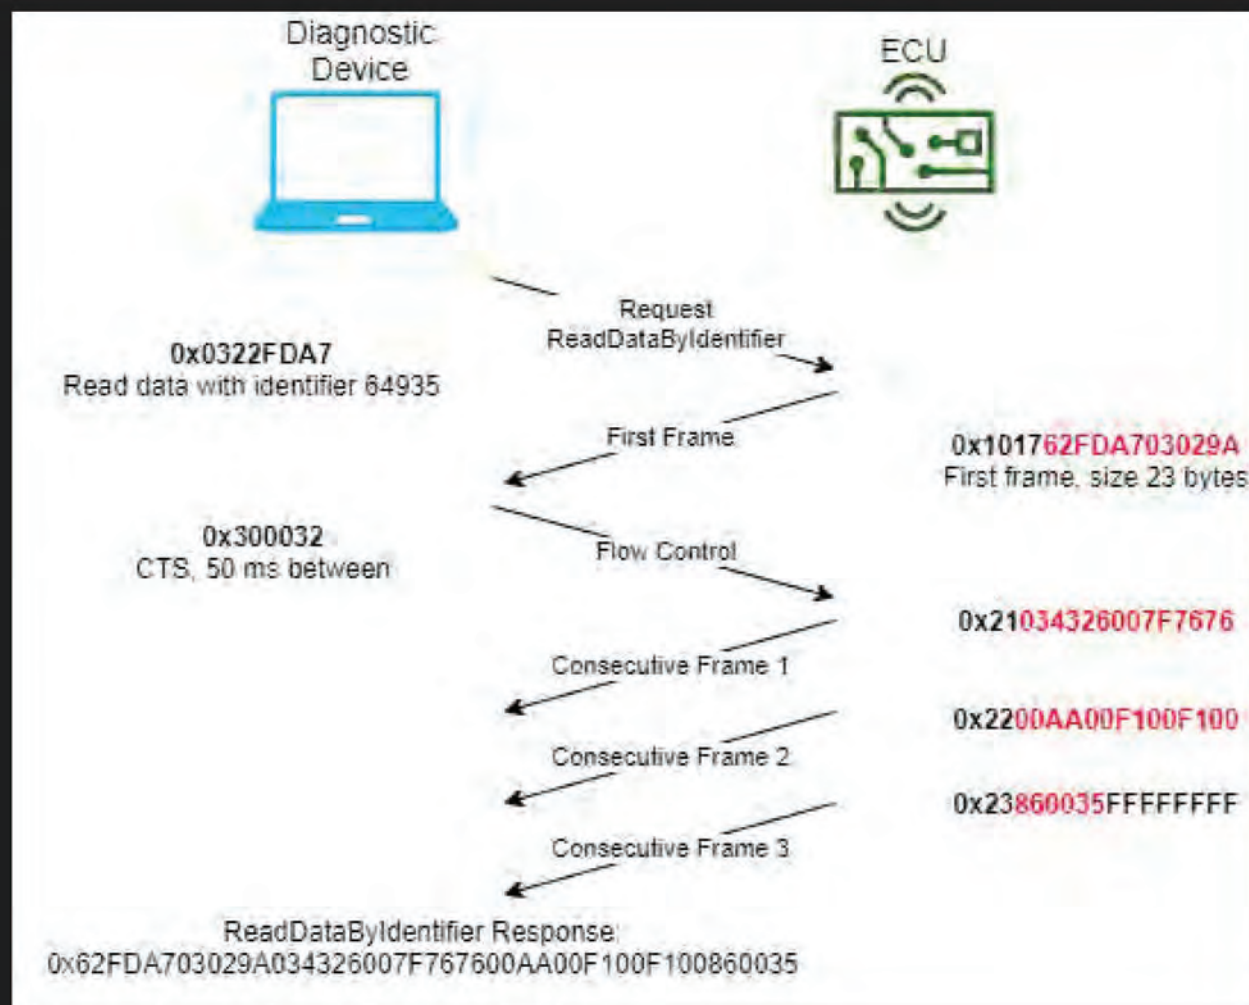 Diagnostic
Device
ECU
Request
ReadDataByIdentifier
0x0322FDA7
Read data with identifier 64935
First Frame
0x101762FDA703029A
First frame, size 23 bytes
0x300032
CTS, 50 ms between
Flow Control
0x21034326007F7676
Consecutive Frame 1
0x2200AA00F100F100
Consecutive Frame 2
0x23860035FFFFFFFF
Consecutive Frame 3
ReadDataByIdentifier Response:
0x62FDA703029A034326007F767600AA00F100F100860035